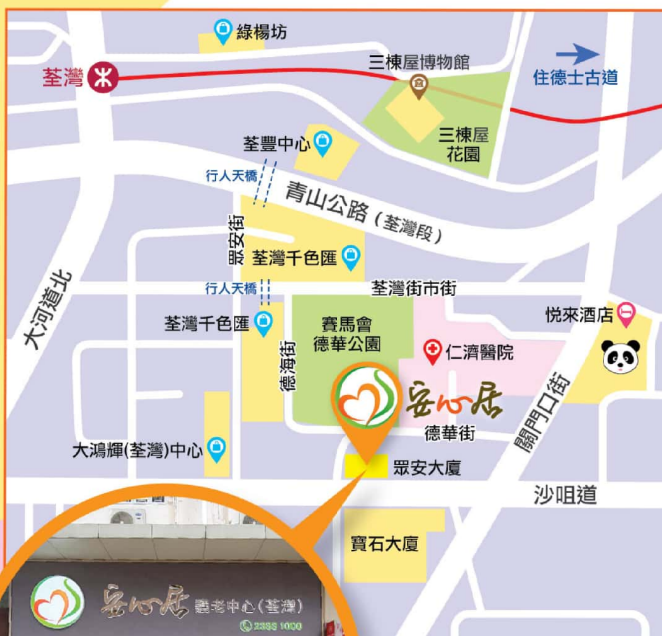 綠楊坊
荃灣
三棟屋博物館
住德士古道
三棟屋
花園
荃豐中心
行人天橋
青山公路 (荃灣段)
眾安街
荃灣千色匯
行人天橋
荃灣街市街
大河道北
荃灣千色匯
德海街
賽馬會
德華公園
仁濟醫院
悅來酒店
安心居
德華街
關門口街
大鴻輝(荃灣)中心
眾安大廈
沙咀道
寶石大廈
安心居 護老中心(荃灣)